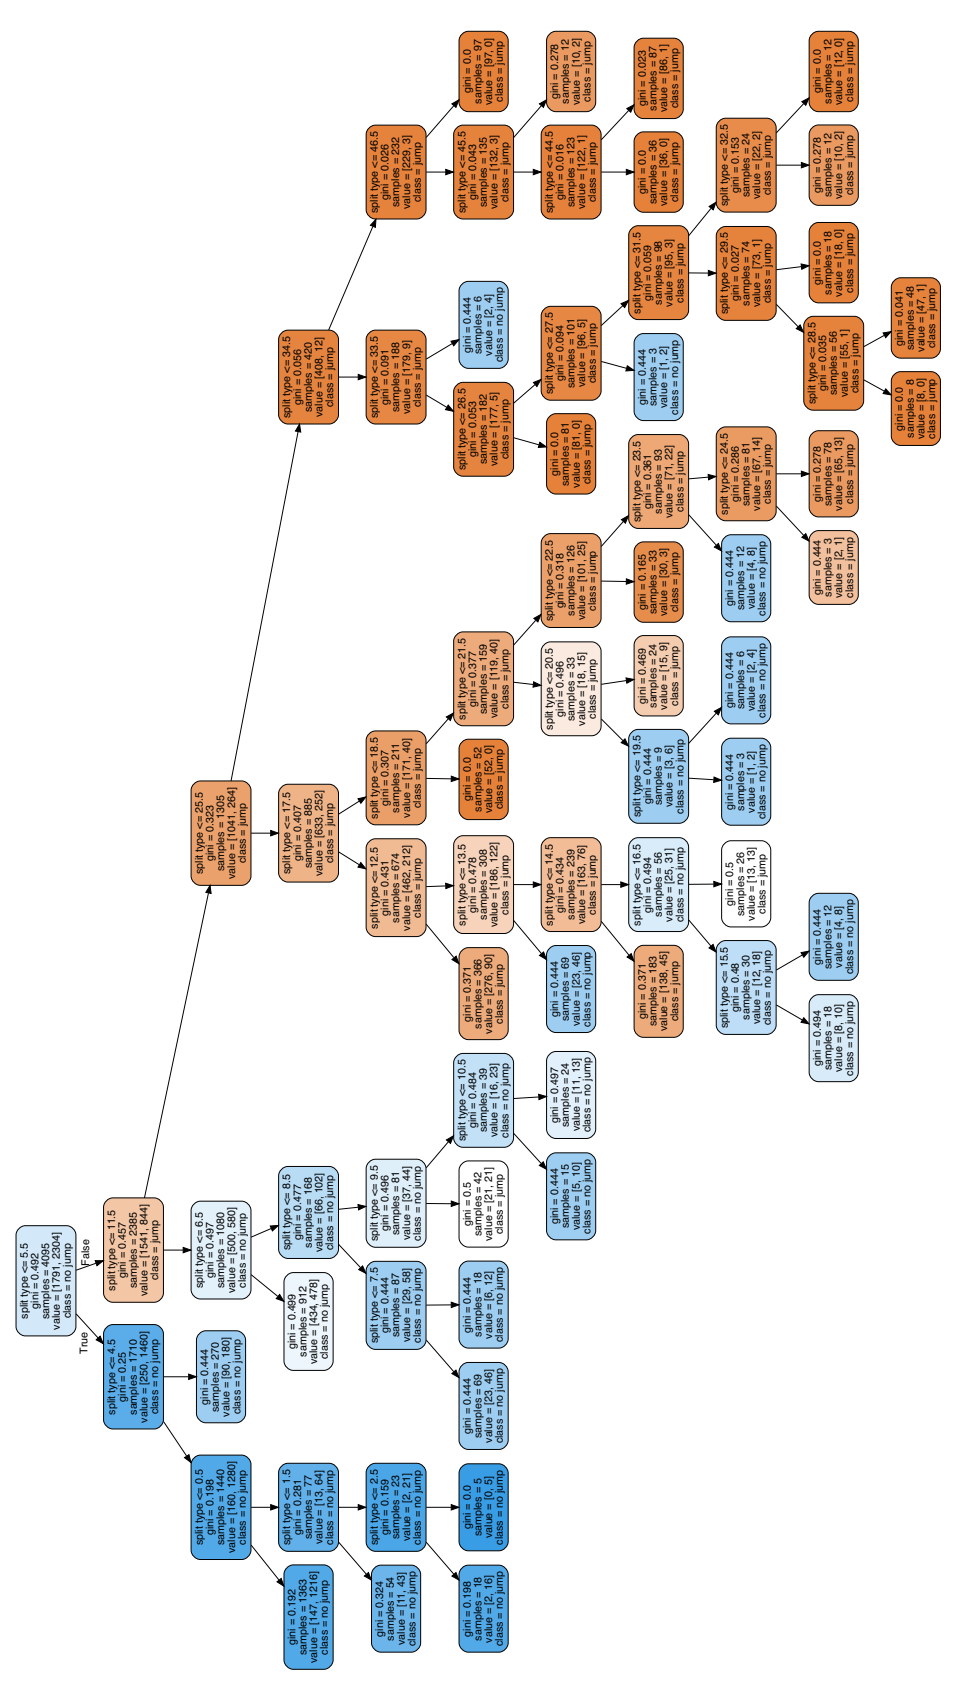 split type <= 5.5
gini = 0.492
samples = 4095
value = [1791, 2304]
class = no jump
True
False
split type <= 4.5
gini = 0.25
samples = 1710
value = [250, 1460]
class = no jump
split type <= 11.5
gini = 0.457
samples = 2385
value = [1541, 844]
class = jump
split type <= 0.5
gini = 0.198
samples = 1440
value = [160, 1280]
class = no jump
gini = 0.444
samples = 270
value = [90, 180]
class = no jump
split type <= 6.5
gini = 0.497
samples = 1080
value = [500, 580]
class = no jump
split type <= 25.5
gini = 0.323
samples = 1305
value = [1041, 264]
class = jump
gini = 0.192
samples = 1363
value = [147, 1216]
class = no jump
split type <= 1.5
gini = 0.281
samples = 77
value = [13, 64]
class = no jump
gini = 0.499
samples = 912
value = [434, 478]
class = no jump
split type <= 8.5
gini = 0.477
samples = 168
value = [66, 102]
class = no jump
split type <= 17.5
gini = 0.407
samples = 885
value = [633, 252]
class = jump
split type <= 34.5
gini = 0.056
samples = 420
value = [408, 12]
class = jump
gini = 0.324
samples = 54
value = [11, 43]
class = no jump
split type <= 2.5
gini = 0.159
samples = 23
value = [2, 21]
class = no jump
split type <= 7.5
gini = 0.444
samples = 87
value = [29, 58]
class = no jump
split type <= 9.5
gini = 0.496
samples = 81
value = [37, 44]
class = no jump
split type <= 12.5
gini = 0.431
samples = 674
value = [462, 212]
class = jump
split type <= 18.5
gini = 0.307
samples = 211
value = [171, 40]
class = jump
split type <= 33.5
gini = 0.091
samples = 188
value = [179, 9]
class = jump
split type <= 46.5
gini = 0.026
samples = 232
value = [229, 3]
class = jump
gini = 0.198
samples = 18
value = [2, 16]
class = no jump
gini = 0.0
samples = 5
value = [0, 5]
class = no jump
gini = 0.444
samples = 69
value = [23, 46]
class = no jump
gini = 0.444
samples = 18
value = [6, 12]
class = no jump
gini = 0.5
samples = 42
value = [21, 21]
class = jump
split type <= 10.5
gini = 0.484
samples = 39
value = [16, 23]
class = no jump
gini = 0.371
samples = 366
value = [276, 90]
class = jump
split type <= 13.5
gini = 0.478
samples = 308
value = [186, 122]
class = jump
gini = 0.0
samples = 52
value = [52, 0]
class = jump
split type <= 21.5
gini = 0.377
samples = 159
value = [119, 40]
class = jump
split type <= 26.5
gini = 0.053
samples = 182
value = [177, 5]
class = jump
gini = 0.444
samples = 6
value = [2, 4]
class = no jump
split type <= 45.5
gini = 0.043
samples = 135
value = [132, 3]
class = jump
gini = 0.0
samples = 97
value = [97, 0]
class = jump
gini = 0.444
samples = 15
value = [5, 10]
class = no jump
gini = 0.497
samples = 24
value = [11, 13]
class = no jump
gini = 0.444
samples = 69
value = [23, 46]
class = no jump
split type <= 14.5
gini = 0.434
samples = 239
value = [163, 76]
class = jump
split type <= 20.5
gini = 0.496
samples = 33
value = [18, 15]
class = jump
split type <= 22.5
gini = 0.318
samples = 126
value = [101, 25]
class = jump
gini = 0.0
samples = 81
value = [81, 0]
class = jump
split type <= 27.5
gini = 0.094
samples = 101
value = [96, 5]
class = jump
split type <= 44.5
gini = 0.016
samples = 123
value = [122, 1]
class = jump
gini = 0.278
samples = 12
value = [10, 2]
class = jump
gini = 0.371
samples = 183
value = [138, 45]
class = jump
split type <= 16.5
gini = 0.494
samples = 56
value = [25, 31]
class = no jump
split type <= 19.5
gini = 0.444
samples = 9
value = [3, 6]
class = no jump
gini = 0.469
samples = 24
value = [15, 9]
class = jump
gini = 0.165
samples = 33
value = [30, 3]
class = jump
split type <= 23.5
gini = 0.361
samples = 93
value = [71, 22]
class = jump
gini = 0.444
samples = 3
value = [1, 2]
class = no jump
split type <= 31.5
gini = 0.059
samples = 98
value = [95, 3]
class = jump
gini = 0.0
samples = 36
value = [36, 0]
class = jump
gini = 0.023
samples = 87
value = [86, 1]
class = jump
split type <= 15.5
gini = 0.48
samples = 30
value = [12, 18]
class = no jump
gini = 0.5
samples = 26
value = [13, 13]
class = jump
gini = 0.444
samples = 3
value = [1, 2]
class = no jump
gini = 0.444
samples = 6
value = [2, 4]
class = no jump
gini = 0.444
samples = 12
value = [4, 8]
class = no jump
split type <= 24.5
gini = 0.286
samples = 81
value = [67, 14]
class = jump
split type <= 29.5
gini = 0.027
samples = 74
value = [73, 1]
class = jump
split type <= 32.5
gini = 0.153
samples = 24
value = [22, 2]
class = jump
gini = 0.494
samples = 18
value = [8, 10]
class = no jump
gini = 0.444
samples = 12
value = [4, 8]
class = no jump
gini = 0.444
samples = 3
value = [2, 1]
class = jump
gini = 0.278
samples = 78
value = [65, 13]
class = jump
split type <= 28.5
gini = 0.035
samples = 56
value = [55, 1]
class = jump
gini = 0.0
samples = 18
value = [18, 0]
class = jump
gini = 0.278
samples = 12
value = [10, 2]
class = jump
gini = 0.0
samples = 12
value = [12, 0]
class = jump
gini = 0.0
samples = 8
value = [8, 0]
class = jump
gini = 0.041
samples = 48
value = [47, 1]
class = jump